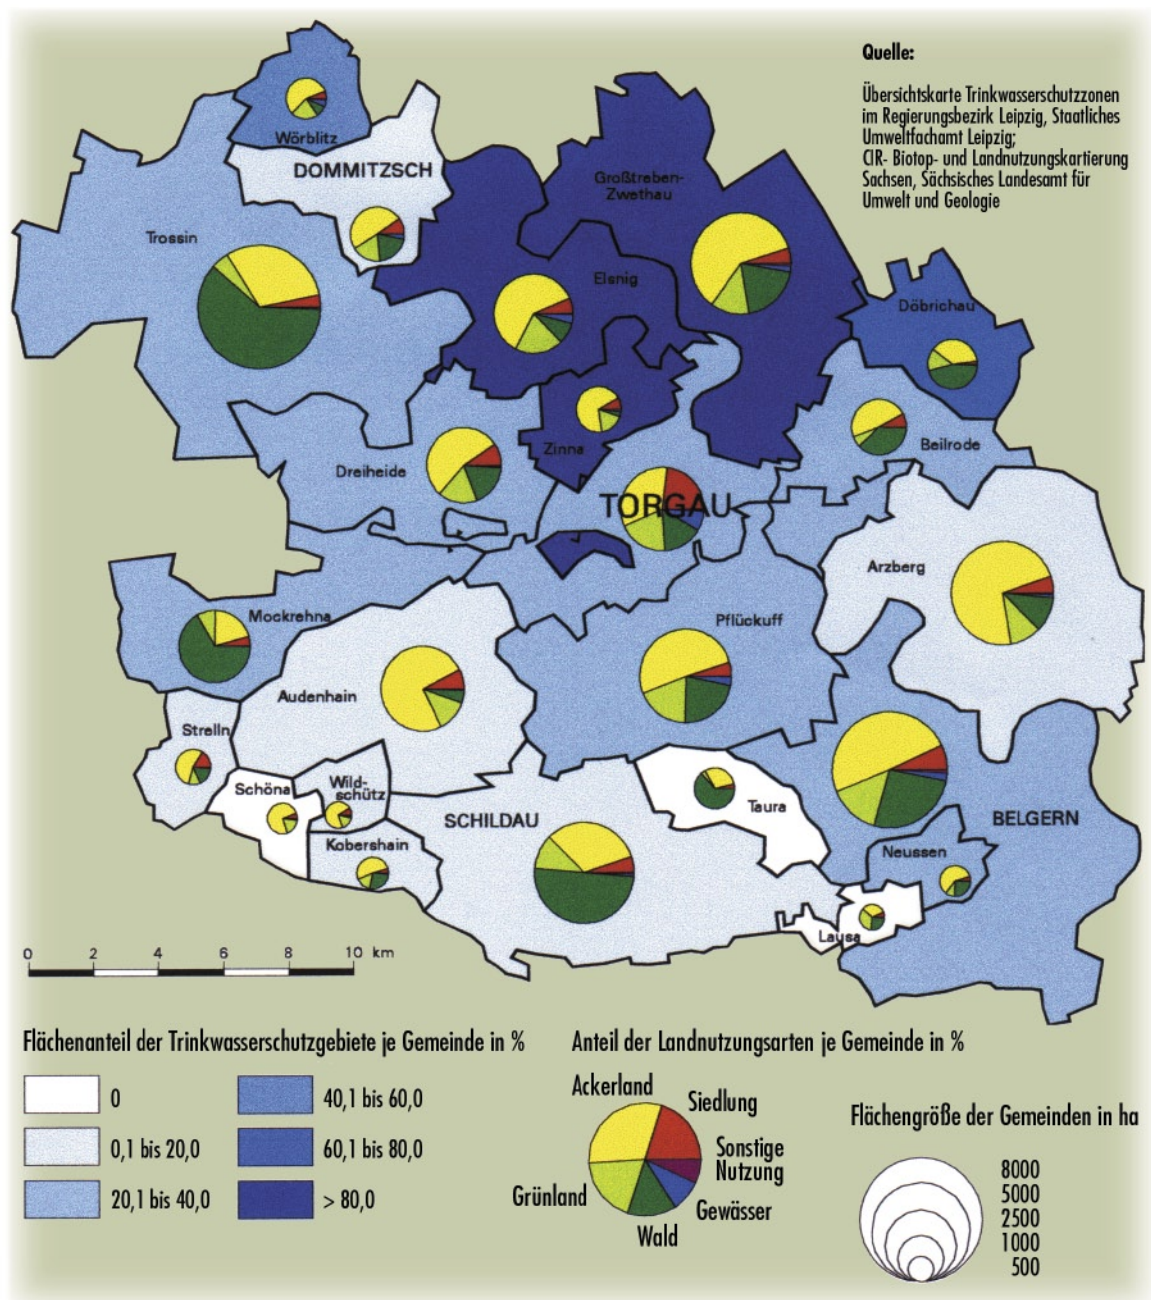 Quelle:
Übersichtskarte Trinkwasserschutzzonen
im Regierungsbezirk Leipzig, Staatliches
Umweltfachamt Leipzig;
CIR- Biotop- und Landnutzungskartierung
Sachsen, Sächsisches Landesamt für
Umwelt und Geologie
Wörblitz
DOMMITZSCH
Großtreben-
Zwethau
Trossin
Elsnig
Döbrichau
Zinna
Beilrode
Dreiheide
TORGAU
Arzberg
Mockrehna
Pflückuff
Audenhain
Strelln
Schöna
Wild-
schütz
Taura
SCHILDAU
BELGERN
Kobershain
Neussen
Lausa
0 2 4 6 8 10 km
Flächenanteil der Trinkwasserschutzgebiete je Gemeinde in %
0
0,1 bis 20,0
20,1 bis 40,0
40,1 bis 60,0
60,1 bis 80,0
> 80,0
Anteil der Landnutzungsarten je Gemeinde in %
Ackerland
Siedlung
Sonstige
Nutzung
Grünland
Gewässer
Wald
Flächengröße der Gemeinden in ha
8000
5000
2500
1000
500